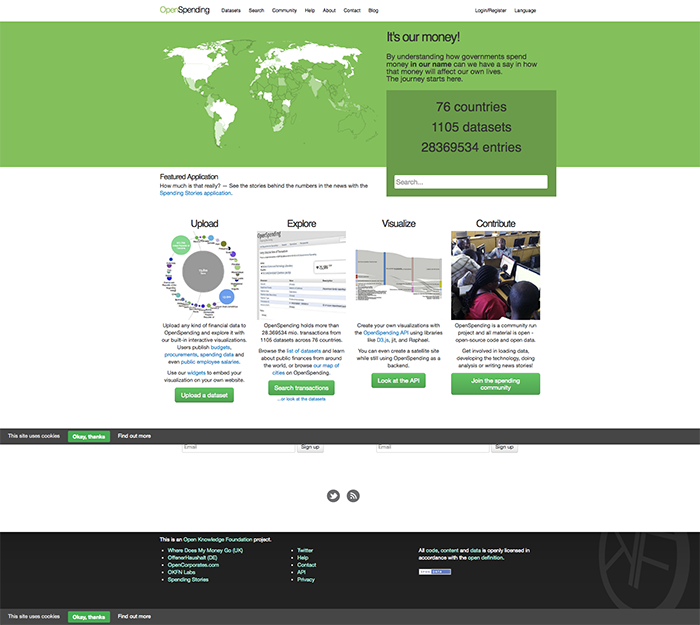 OpenSpending Datasets Search Community Help About Contact Blog Login/Register Language
It's our money!
By understanding how governments spend
money in our name can we have a say in how
that money will affect our own lives.
The journey starts here.
76 countries
1105 datasets
28369534 entries
Search...
Featured Application
How much is that really? — See the stories behind the numbers in the news with the
Spending Stories application.
Upload
Upload any kind of financial data to
OpenSpending and explore it with
our built-in interactive visualizations.
Users publish budgets,
procurements, spending data and
even public employee salaries.
Use our widgets to embed your
visualization on your own website.
Upload a dataset
Explore
OpenSpending
OpenSpending holds more than
28.369534 mio. transactions from
1105 datasets across 76 countries.
Browse the list of datasets and learn
about public finances from around
the world, or browse our map of
cities on OpenSpending.
Search transactions
...or look at the datasets
Visualize
Create your own visualizations with
the OpenSpending API using libraries
like D3.js, jit, and Raphael.
You can even create a satellite site
while still using OpenSpending as a
backend.
Look at the API
Contribute
OpenSpending is a community run
project and all material is open -
open-source code and open data.
Get involved in loading data,
developing the technology, doing
analysis or writing news stories!
Join the spending
community
This site uses cookies Okay, thanks Find out more
Email Sign up Email Sign up
This is an Open Knowledge Foundation project.
Where Does My Money Go (UK)
OffenerHaushalt (DE)
OpenCorporates.com
OKFN Labs
Spending Stories
Twitter
Help
Contact
API
Privacy
All code, content and data is openly licensed in
accordance with the open definition.
This site uses cookies Okay, thanks Find out more